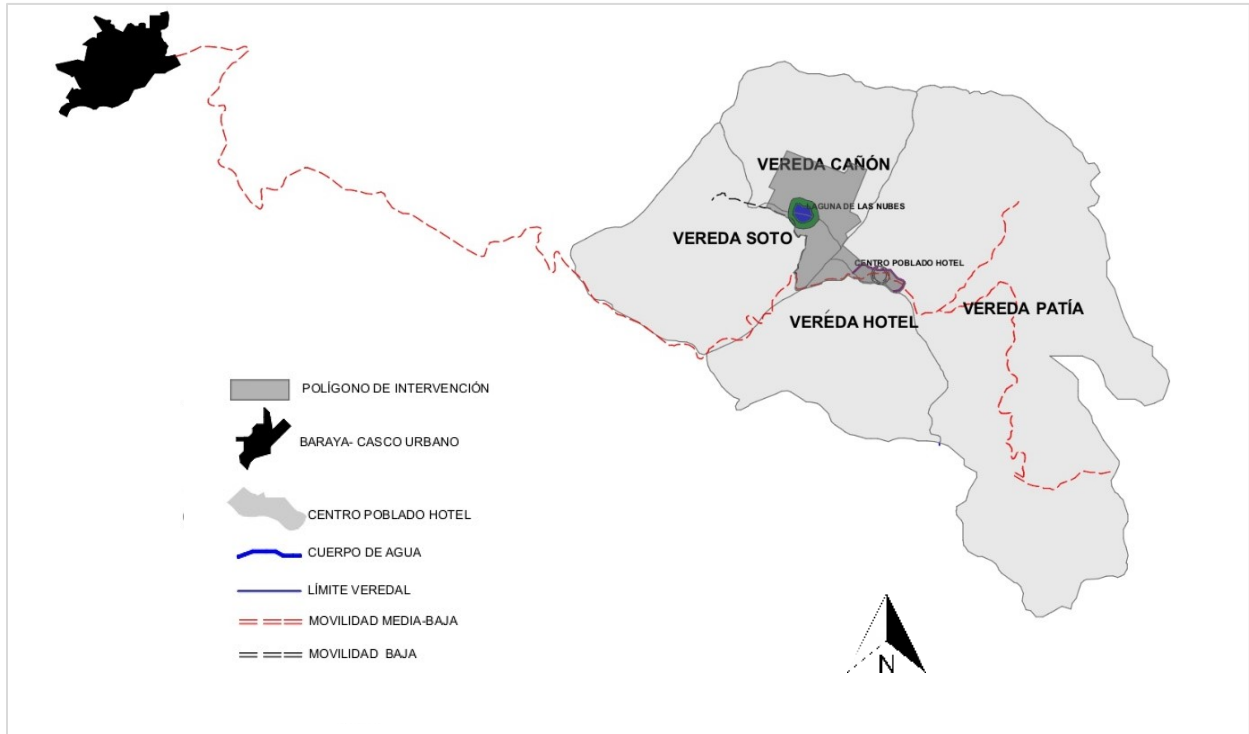 VEREDA CAÑÓN
LAGUNA DE LAS NUBES
VEREDA SOTO
CENTRO POBLADO HOTEL
VEREDA PATÍA
VEREDA HOTEL
POLÍGONO DE INTERVENCIÓN
BARAYA- CASCO URBANO
CENTRO POBLADO HOTEL
CUERPO DE AGUA
LÍMITE VEREDAL
MOVILIDAD MEDIA-BAJA
MOVILIDAD BAJA
N